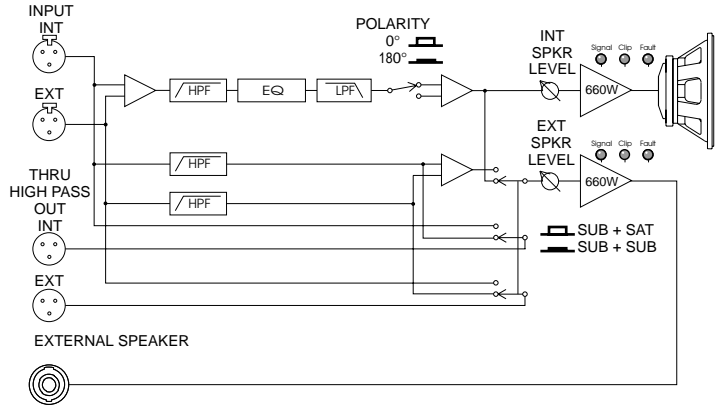 INPUT
INT
EXT
THRU
HIGH PASS
OUT
INT
EXT
EXTERNAL SPEAKER
HPF
EQ
LPF
HPF
HPF
POLARITY
0°
180°
INT
SPKR
LEVEL
Signal Clip Fault
660W
EXT
SPKR
LEVEL
Signal Clip Fault
660W
SUB + SAT
SUB + SUB